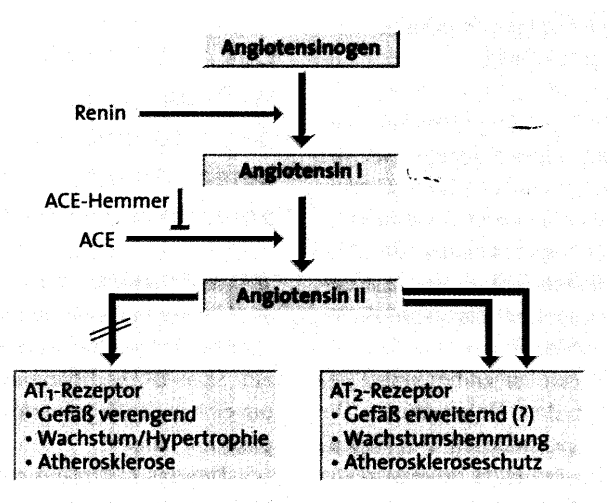 Angiotensinogen
Renin
Angiotensin I
ACE-Hemmer
ACE
Angiotensin II
AT₁-Rezeptor
• Gefäß verengend
• Wachstum/Hypertrophie
• Atherosklerose
AT₂-Rezeptor
• Gefäß erweiternd (?)
• Wachstumshemmung
• Atheroskleroseschutz